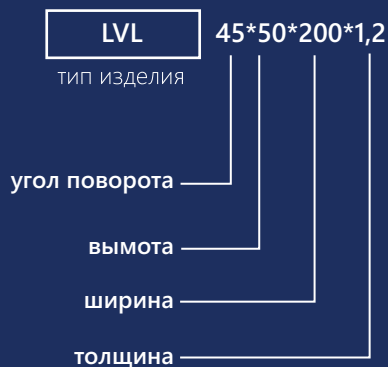 LVL 45*50*200*1,2
тип изделия
угол поворота
вымота
ширина
толщина